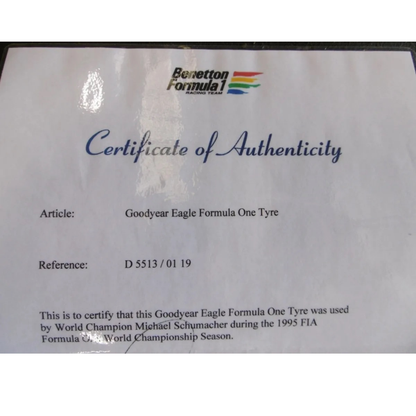 Benetton
Formula 1
RACING TEAM
Certificate of Authenticity
Article: Goodyear Eagle Formula One Tyre
Reference: D 5513 / 01 19
This is to certify that this Goodyear Eagle Formula One Tyre was used
by World Champion Michael Schumacher during the 1995 FIA
Formula One World Championship Season.